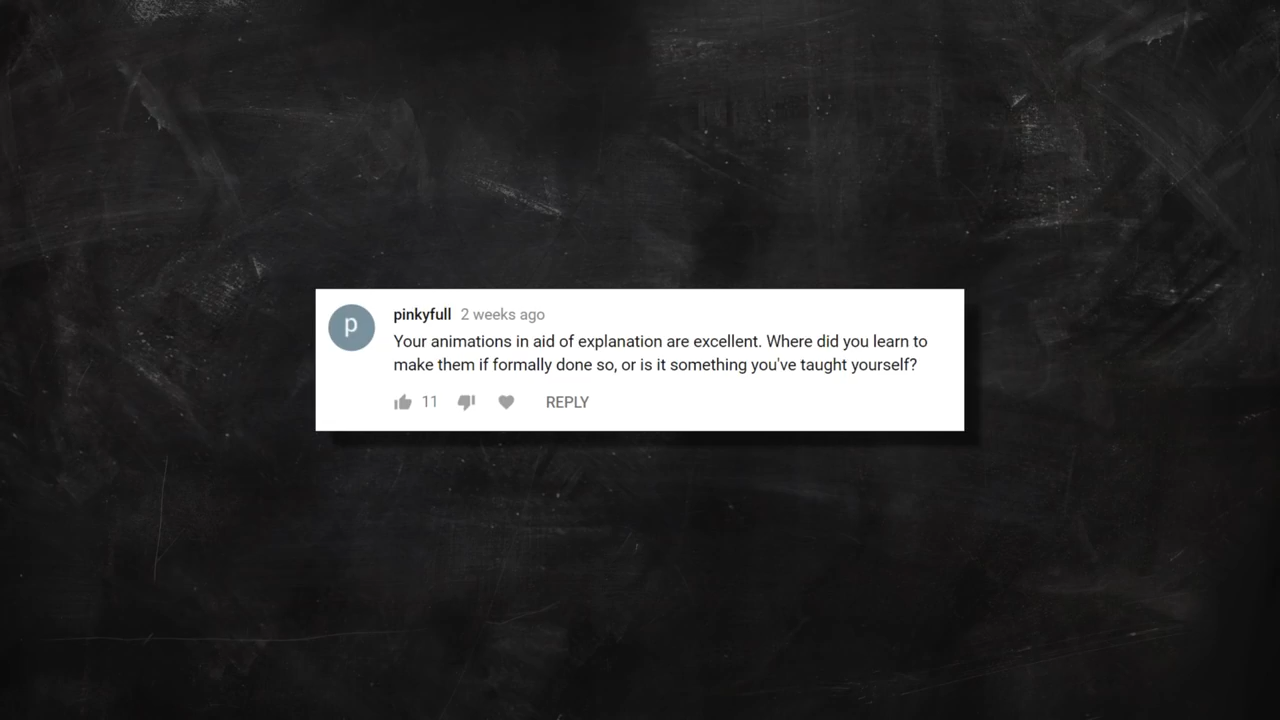 p
pinkyfull 2 weeks ago
Your animations in aid of explanation are excellent. Where did you learn to
make them if formally done so, or is it something you've taught yourself?
11 REPLY